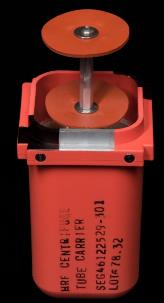 HRF CENTRIFUGE
TUBE CARRIER
SEG46122529-301
LOT#78.32